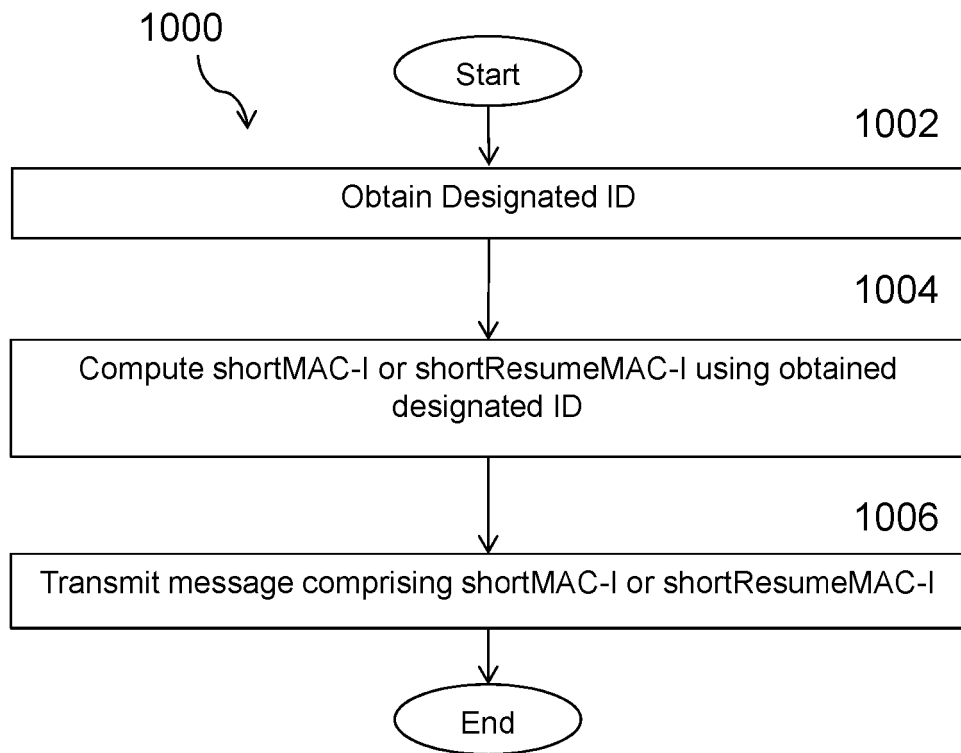 1000
Start
1002
Obtain Designated ID
1004
Compute shortMAC-I or shortResumeMAC-I using obtained
designated ID
1006
Transmit message comprising shortMAC-I or shortResumeMAC-I
End